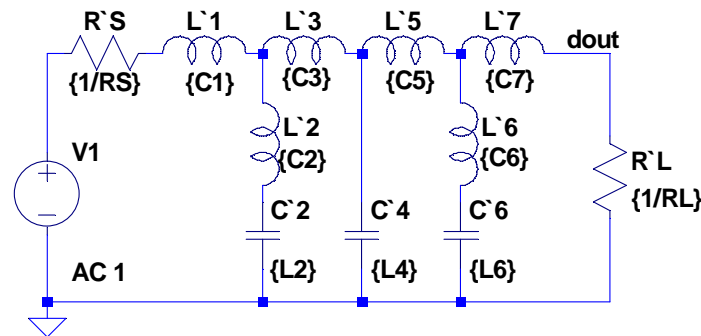 R`S L`1 L`3 L`5 L`7 dout
{1/RS} {C1} {C3} {C5} {C7}
L`2 L`6
{C2} {C6}
V1 R`L
{1/RL}
C`2 C`4 C`6
AC 1 {L2} {L4} {L6}